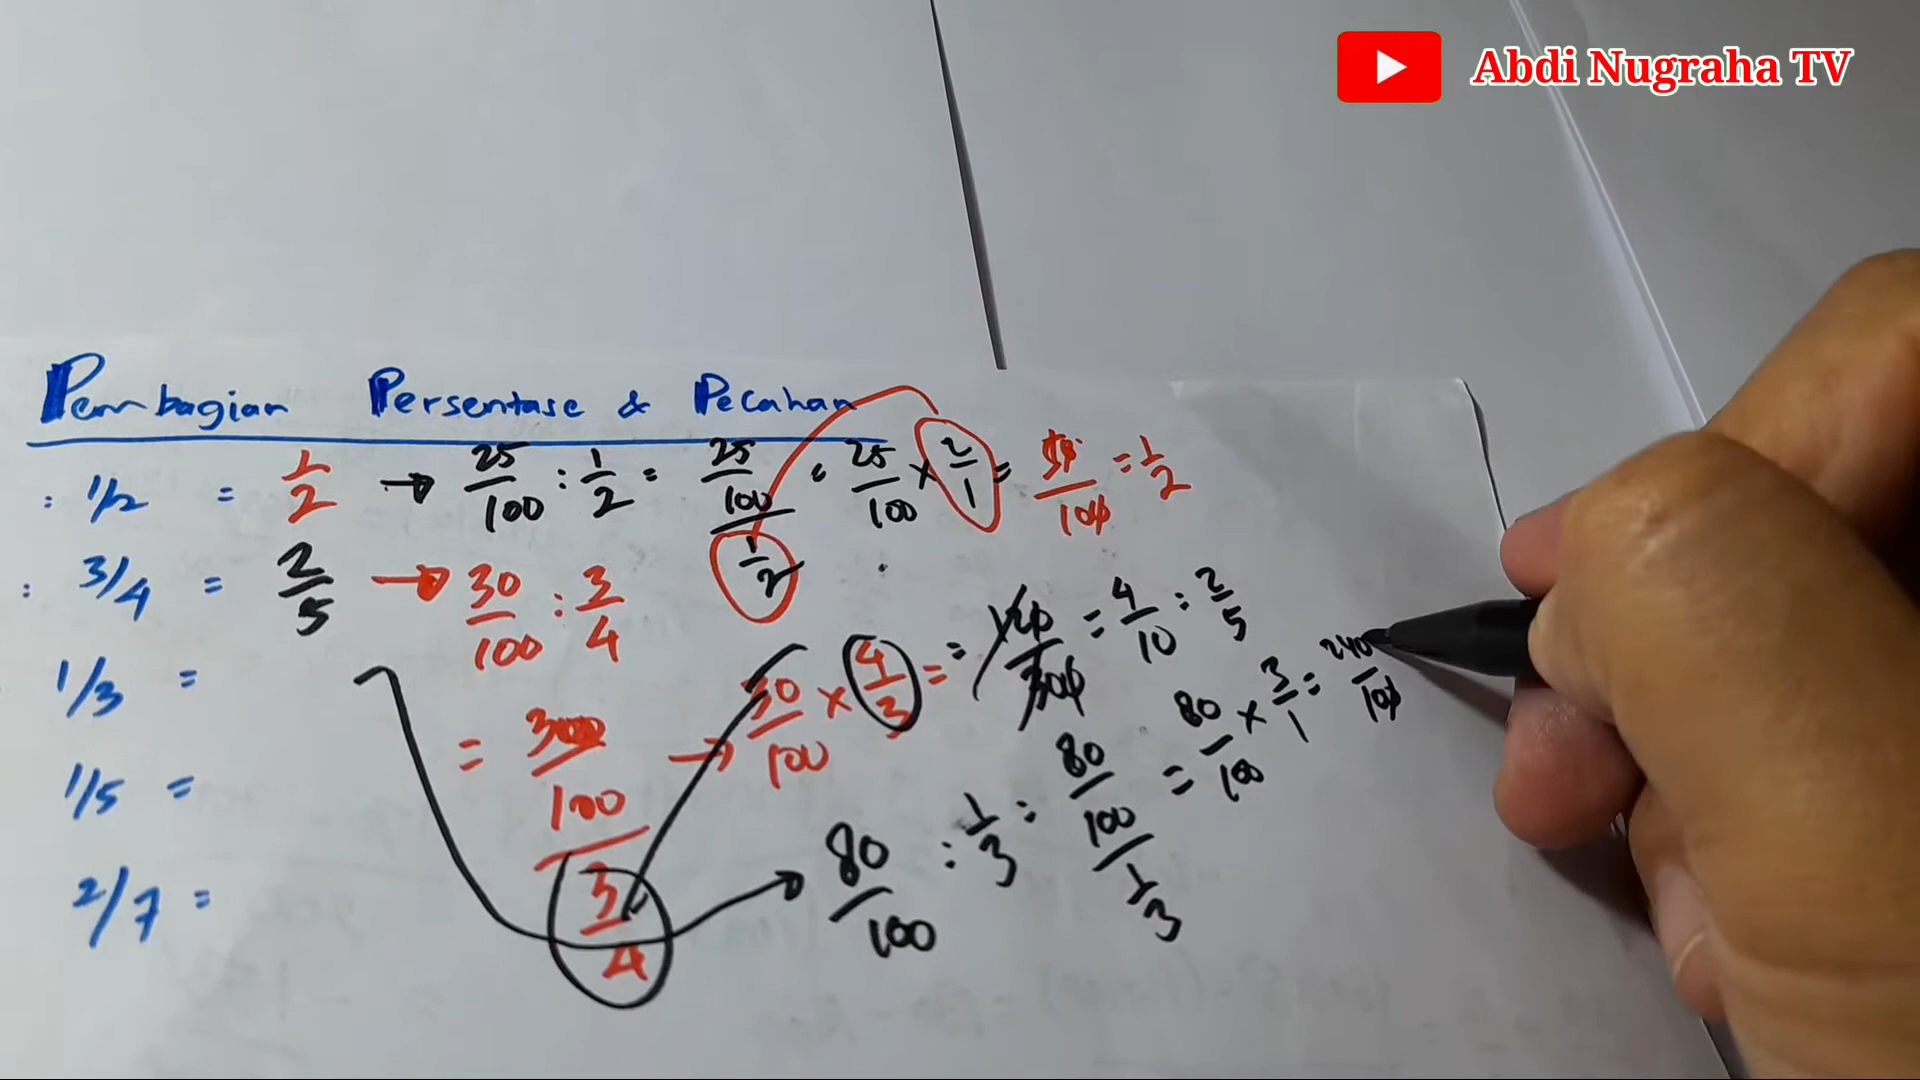 Abdi Nugraha TV
Pembagian Persentase & Pecahan
: 1/2 = 1/2 → 25/100 : 1/2 = 25/100 / 1/2 = 25/100 × 2/1 = 50/100 = 1/2
: 3/4 = 2/5 → 30/100 : 3/4
= 300/100 / 3/4 → 30/100 × 4/3 = = 120/300 = 4/10 : 2/5
1/3 = → 80/100 : 1/3 : 80/100 / 1/3 = 80/100 × 3/1 = 240/100
1/5 =
2/7 =